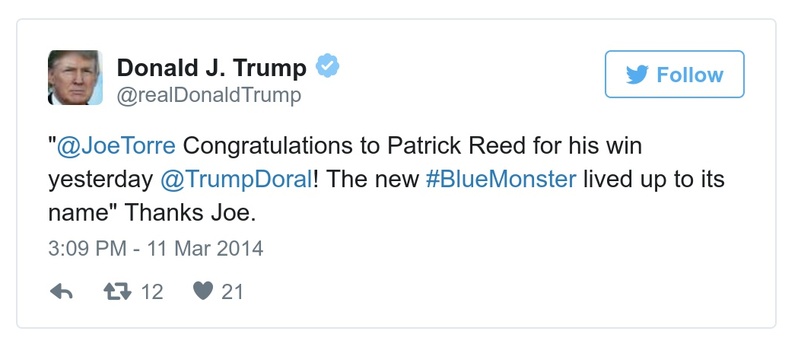 Donald J. Trump
@realDonaldTrump
Follow
"@JoeTorre Congratulations to Patrick Reed for his win
yesterday @TrumpDoral! The new #BlueMonster lived up to its
name" Thanks Joe.
3:09 PM - 11 Mar 2014
12 21